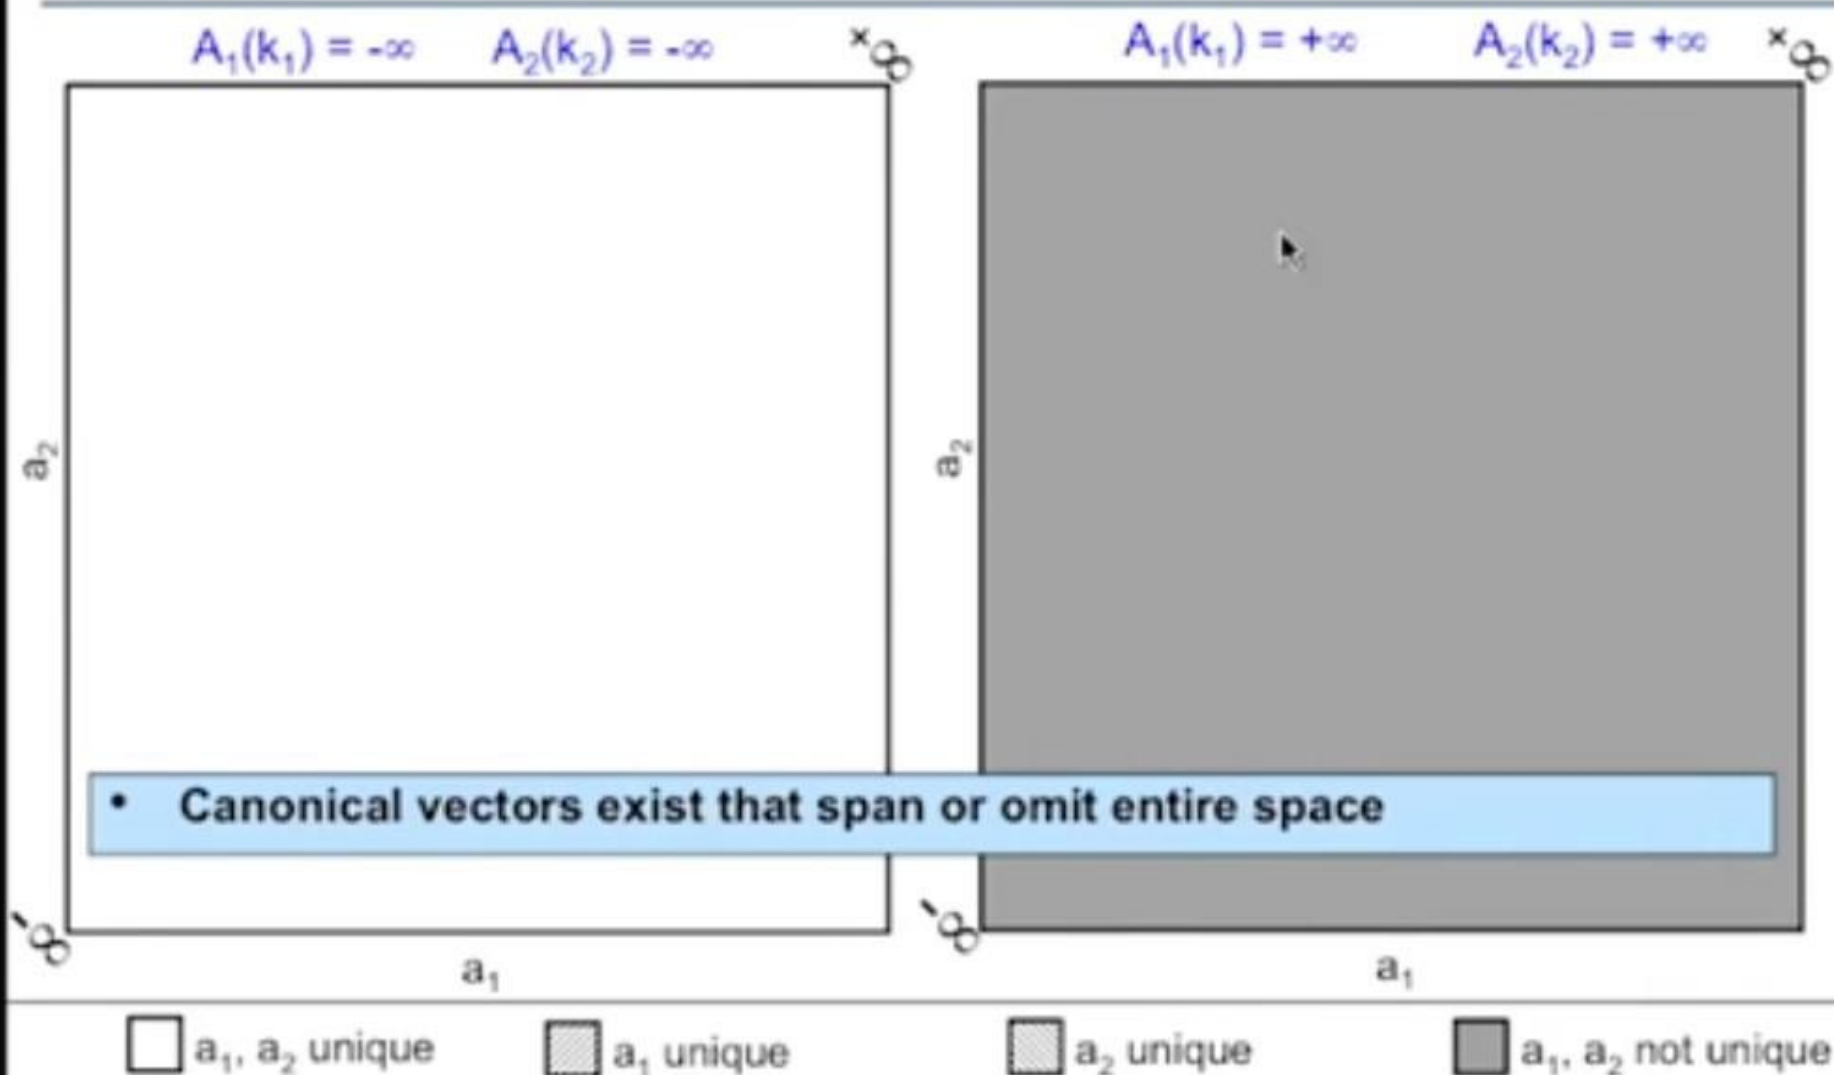 A₁(k₁) = -∞ A₂(k₂) = -∞ +∞
A₁(k₁) = +∞ A₂(k₂) = +∞ +∞
a₂
a₂
• Canonical vectors exist that span or omit entire space
-∞
-∞
a₁
a₁
a₁, a₂ unique
a₁ unique
a₂ unique
a₁, a₂ not unique